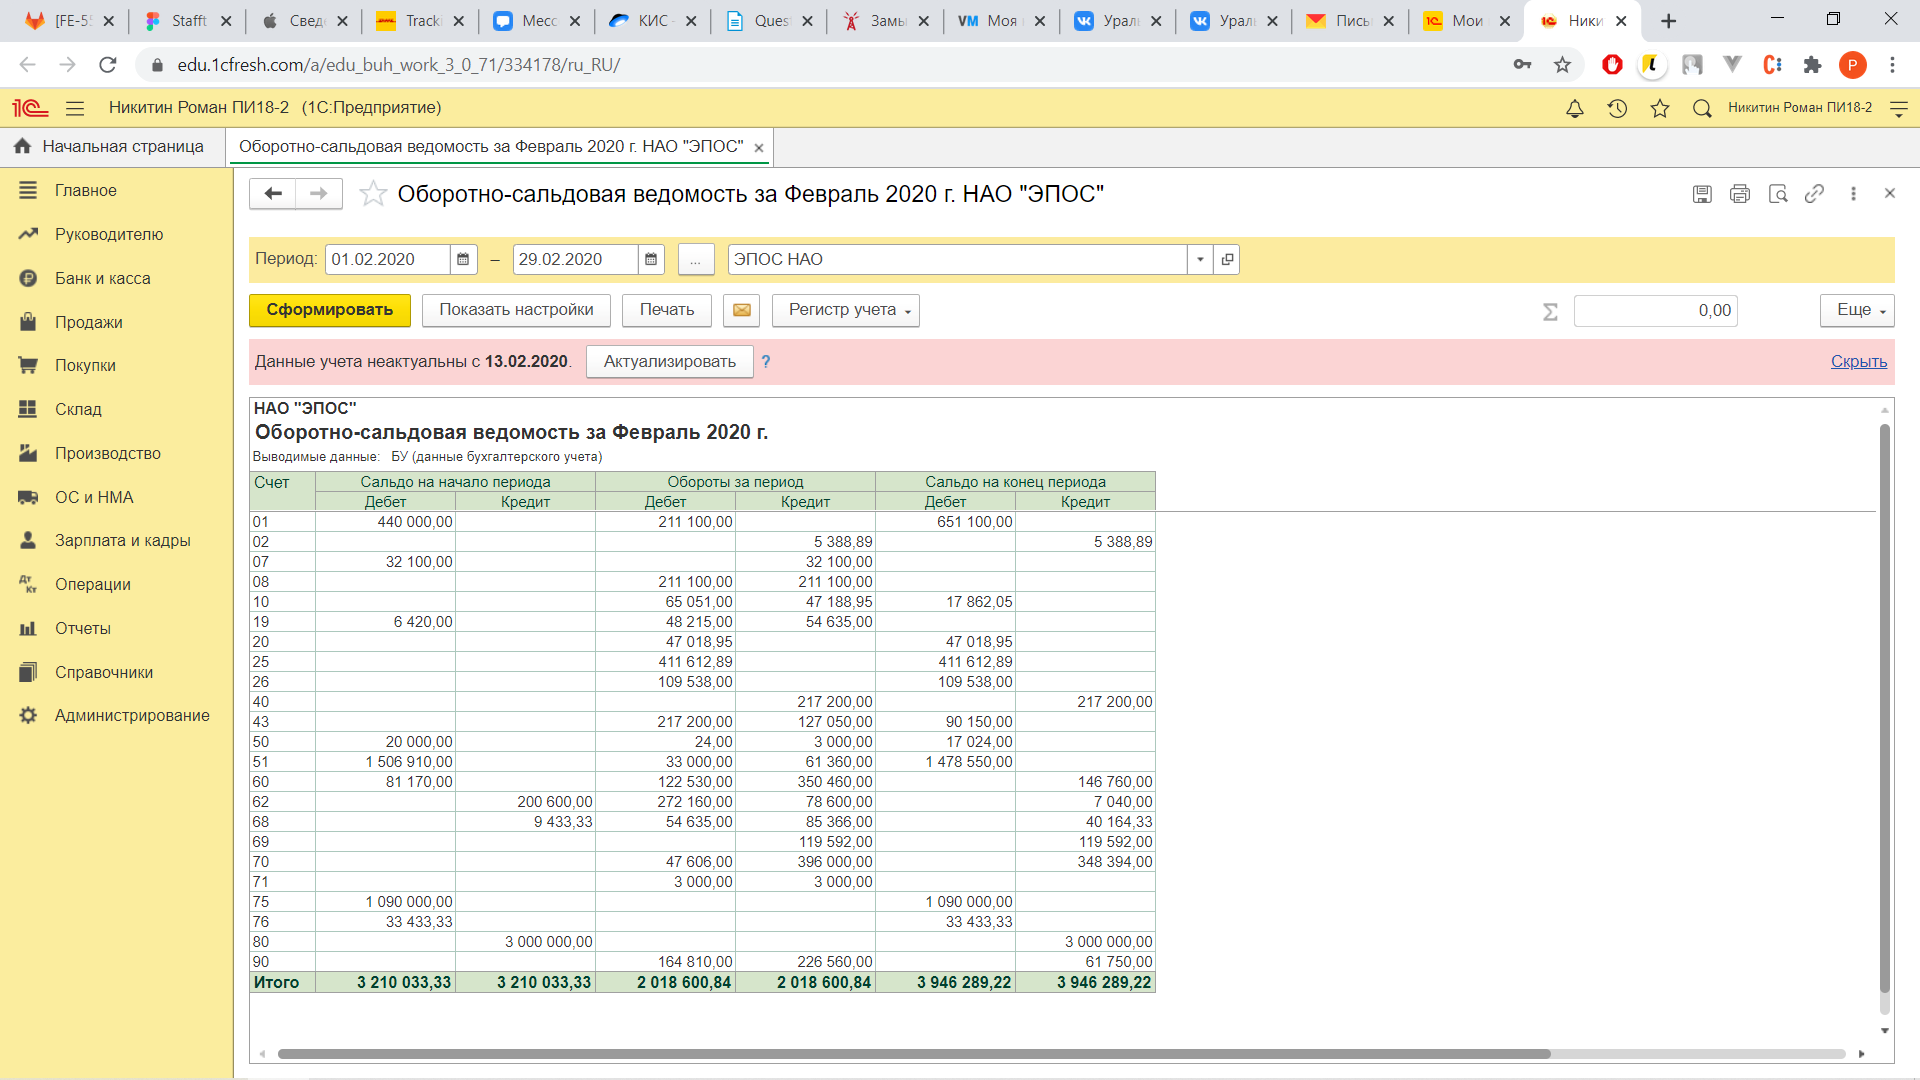 [FE-55
Staff
Сведе
Tracki
Месс
КИС -
Quest
Замы
VM Моя
Урал
Урал
Пись
Мои
Ники
edu.1cfresh.com/a/edu_buh_work_3_0_71/334178/ru_RU/
P
Никитин Роман ПИ18-2 (1С:Предприятие)
Никитин Роман ПИ18-2
Начальная страница
Оборотно-сальдовая ведомость за Февраль 2020 г. НАО "ЭПОС"
Главное
Руководителю
Банк и касса
Продажи
Покупки
Склад
Производство
ОС и НМА
Зарплата и кадры
Операции
Отчеты
Справочники
Администрирование
Оборотно-сальдовая ведомость за Февраль 2020 г. НАО "ЭПОС"
Период: 01.02.2020 – 29.02.2020 ... ЭПОС НАО
Сформировать Показать настройки Печать Регистр учета Σ 0,00 Еще
Данные учета неактуальны с 13.02.2020. Актуализировать ? Скрыть
НАО "ЭПОС"
Оборотно-сальдовая ведомость за Февраль 2020 г.
Выводимые данные: БУ (данные бухгалтерского учета)
Счет Сальдо на начало периода Обороты за период Сальдо на конец периода
Дебет Кредит Дебет Кредит Дебет Кредит
01 440 000,00 211 100,00 651 100,00
02 5 388,89 5 388,89
07 32 100,00 32 100,00
08 211 100,00 211 100,00
10 65 051,00 47 188,95 17 862,05
19 6 420,00 48 215,00 54 635,00
20 47 018,95 47 018,95
25 411 612,89 411 612,89
26 109 538,00 109 538,00
40 217 200,00 217 200,00
43 217 200,00 127 050,00 90 150,00
50 20 000,00 24,00 3 000,00 17 024,00
51 1 506 910,00 33 000,00 61 360,00 1 478 550,00
60 81 170,00 122 530,00 350 460,00 146 760,00
62 200 600,00 272 160,00 78 600,00 7 040,00
68 9 433,33 54 635,00 85 366,00 40 164,33
69 119 592,00 119 592,00
70 47 606,00 396 000,00 348 394,00
71 3 000,00 3 000,00
75 1 090 000,00 1 090 000,00
76 33 433,33 33 433,33
80 3 000 000,00 3 000 000,00
90 164 810,00 226 560,00 61 750,00
Итого 3 210 033,33 3 210 033,33 2 018 600,84 2 018 600,84 3 946 289,22 3 946 289,22